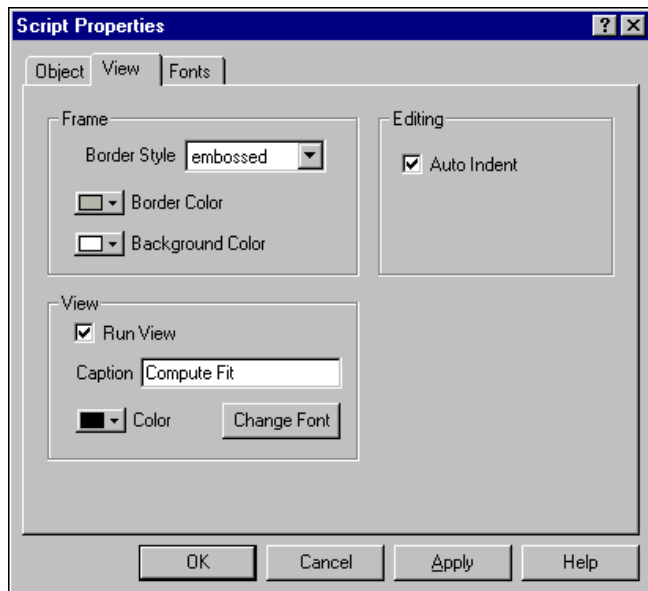 Script Properties
Object View Fonts
Frame
Border Style embossed
Border Color
Background Color
Editing
Auto Indent
View
Run View
Caption Compute Fit
Color Change Font
OK Cancel Apply Help